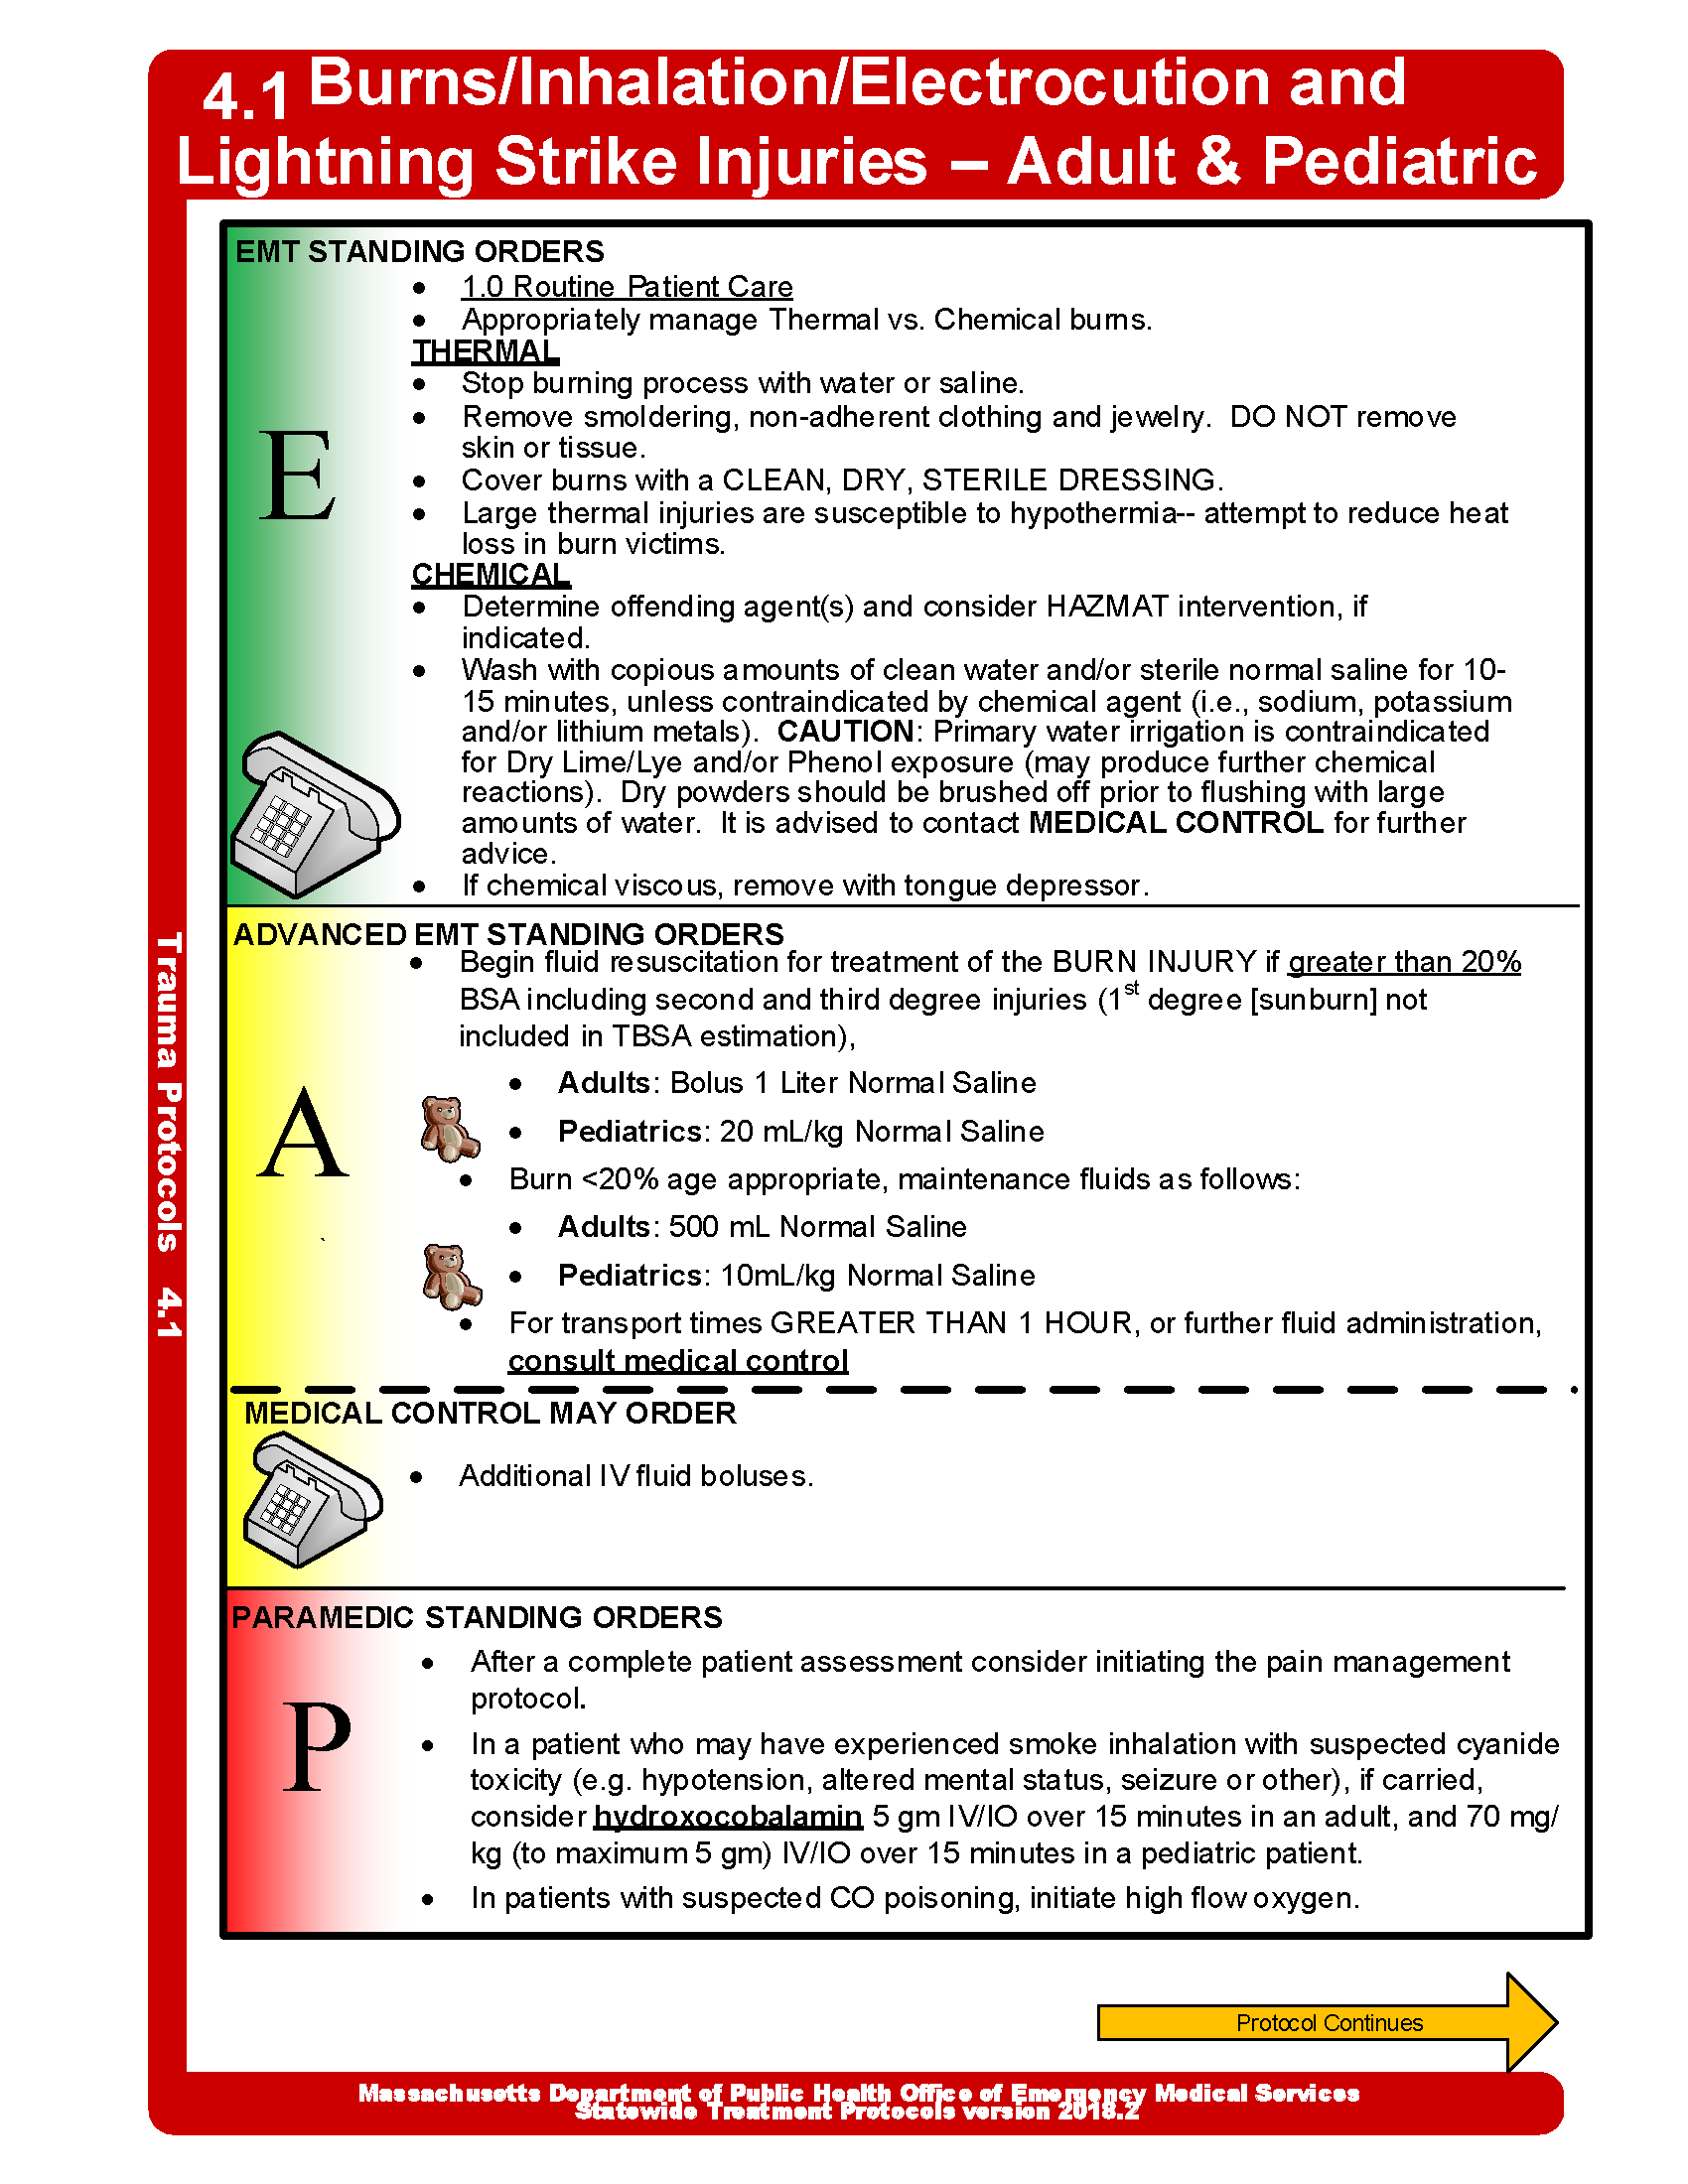 4.1 Burns/Inhalation/Electrocution and
Lightning Strike Injuries – Adult & Pediatric
EMT STANDING ORDERS
• 1.0 Routine Patient Care
• Appropriately manage Thermal vs. Chemical burns.
THERMAL
• Stop burning process with water or saline.
• Remove smoldering, non-adherent clothing and jewelry. DO NOT remove
skin or tissue.
• Cover burns with a CLEAN, DRY, STERILE DRESSING.
• Large thermal injuries are susceptible to hypothermia-- attempt to reduce heat
loss in burn victims.
CHEMICAL
• Determine offending agent(s) and consider HAZMAT intervention, if
indicated.
• Wash with copious amounts of clean water and/or sterile normal saline for 10-
15 minutes, unless contraindicated by chemical agent (i.e., sodium, potassium
and/or lithium metals). CAUTION: Primary water irrigation is contraindicated
for Dry Lime/Lye and/or Phenol exposure (may produce further chemical
reactions). Dry powders should be brushed off prior to flushing with large
amounts of water. It is advised to contact MEDICAL CONTROL for further
advice.
• If chemical viscous, remove with tongue depressor.
E
ADVANCED EMT STANDING ORDERS
• Begin fluid resuscitation for treatment of the BURN INJURY if greater than 20%
BSA including second and third degree injuries (1st degree [sunburn] not
included in TBSA estimation),
• Adults: Bolus 1 Liter Normal Saline
• Pediatrics: 20 mL/kg Normal Saline
• Burn <20% age appropriate, maintenance fluids as follows:
• Adults: 500 mL Normal Saline
• Pediatrics: 10mL/kg Normal Saline
• For transport times GREATER THAN 1 HOUR, or further fluid administration,
consult medical control
A
MEDICAL CONTROL MAY ORDER
• Additional IV fluid boluses.
PARAMEDIC STANDING ORDERS
• After a complete patient assessment consider initiating the pain management
protocol.
• In a patient who may have experienced smoke inhalation with suspected cyanide
toxicity (e.g. hypotension, altered mental status, seizure or other), if carried,
consider hydroxocobalamin 5 gm IV/IO over 15 minutes in an adult, and 70 mg/
kg (to maximum 5 gm) IV/IO over 15 minutes in a pediatric patient.
• In patients with suspected CO poisoning, initiate high flow oxygen.
P
Trauma Protocols 4.1
Protocol Continues
Massachusetts Department of Public Health Office of Emergency Medical Services
Statewide Treatment Protocols version 2018.2